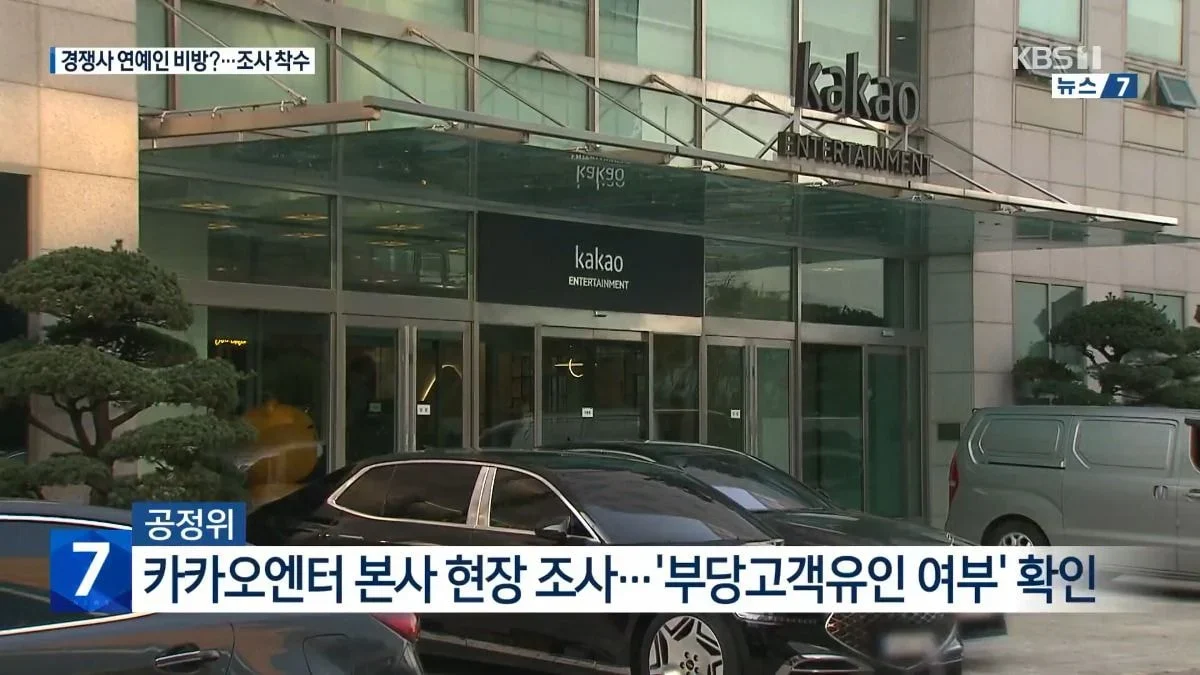 경쟁사 연예인 비방?…조사 착수
KBS1
뉴스 7
kakao
ENTERTAINMENT
kakao
kakao
ENTERTAINMENT
공정위
7
카카오엔터 본사 현장 조사…'부당고객유인 여부' 확인